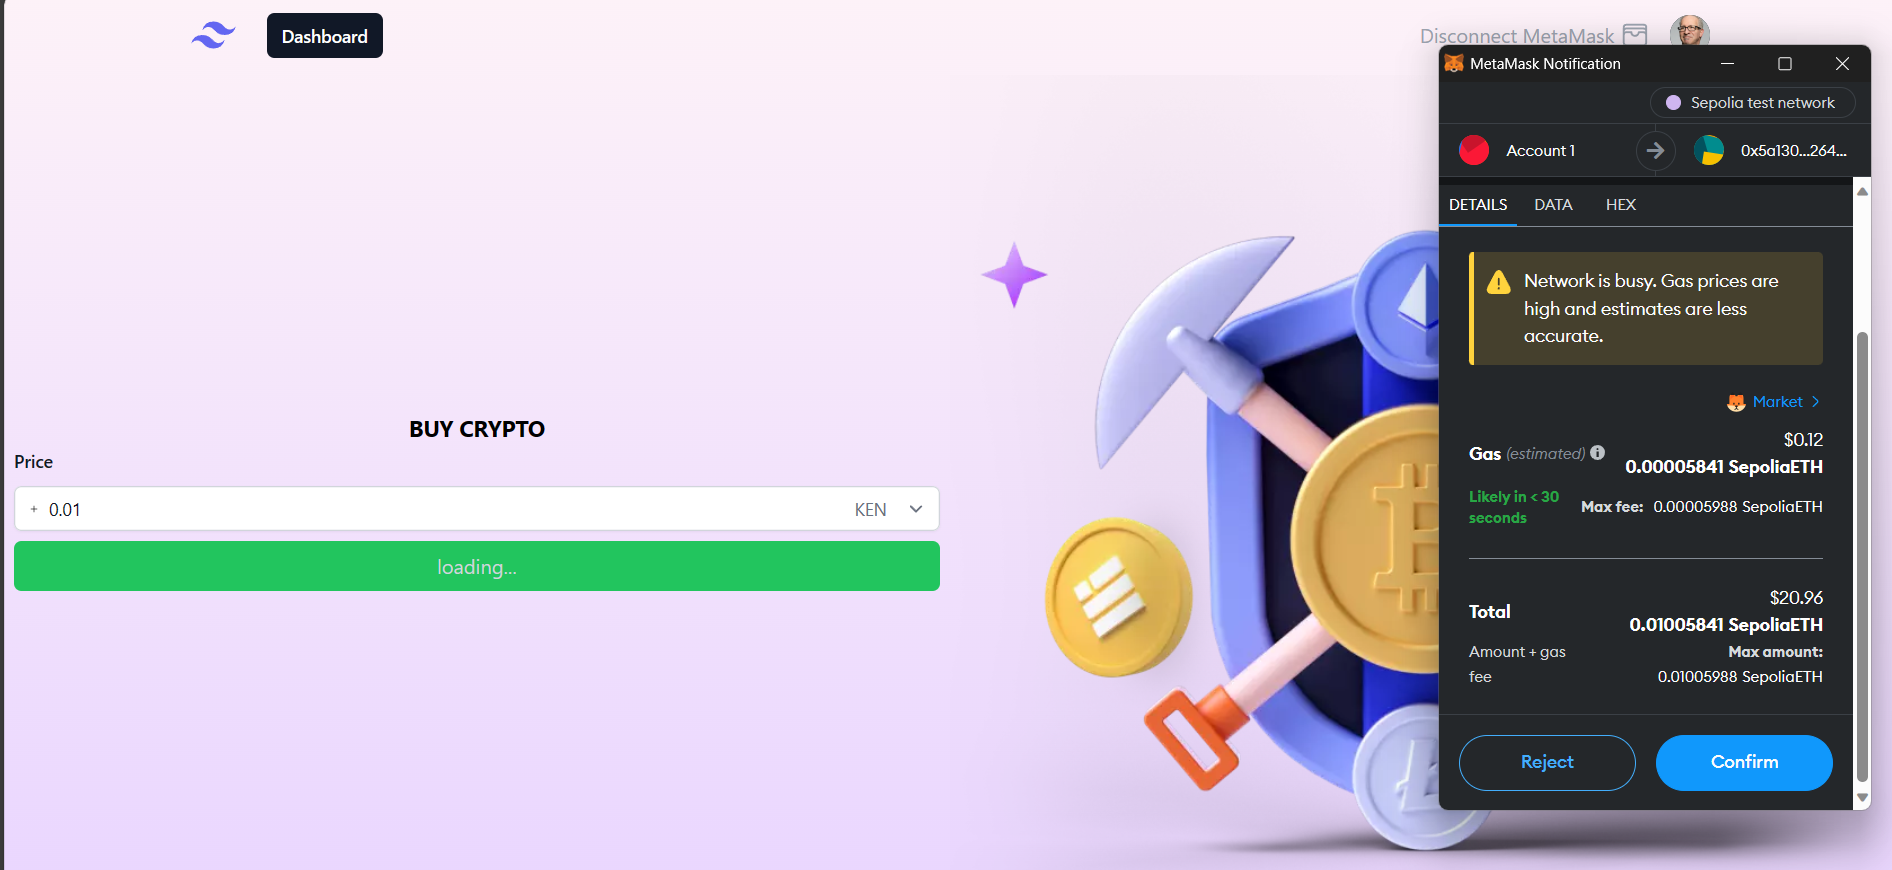 Dashboard
Disconnect MetaMask
BUY CRYPTO
Price
+ 0.01 KEN
loading...
MetaMask Notification
Sepolia test network
Account 1
0x5a130...264...
DETAILS DATA HEX
Network is busy. Gas prices are
high and estimates are less
accurate.
Market >
$0.12
Gas (estimated)
0.00005841 SepoliaETH
Likely in < 30
seconds
Max fee: 0.00005988 SepoliaETH
$20.96
Total
0.01005841 SepoliaETH
Amount + gas
fee
Max amount:
0.01005988 SepoliaETH
Reject
Confirm